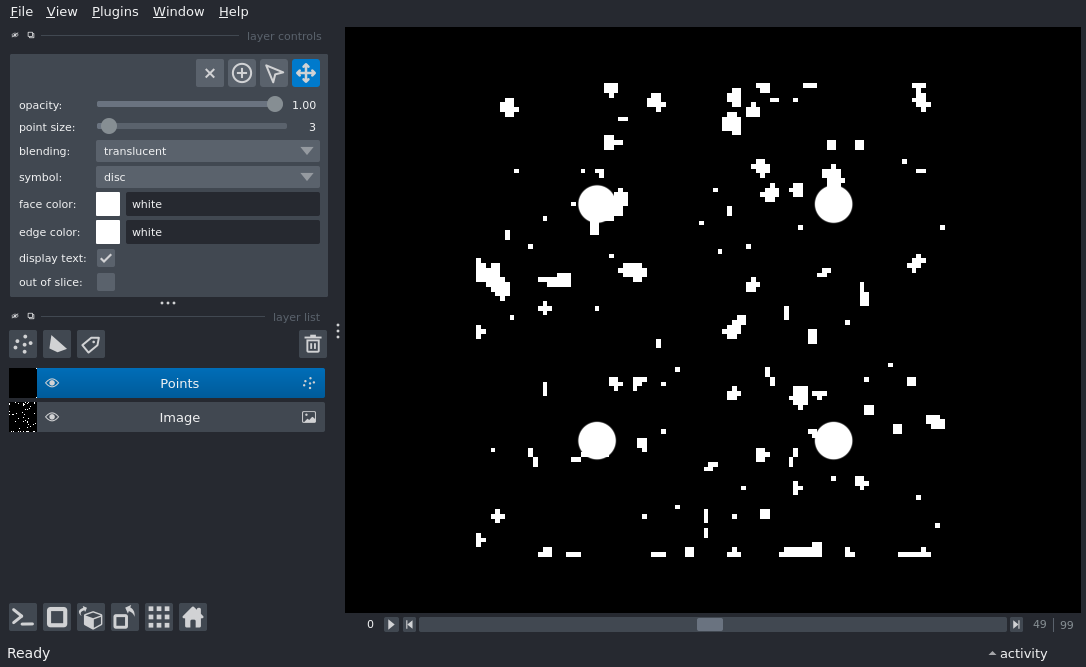 File View Plugins Window Help
layer controls
opacity: 1.00
point size: 3
blending: translucent
symbol: disc
face color: white
edge color: white
display text:
out of slice:
layer list
Points
Image
0 49 99
Ready activity